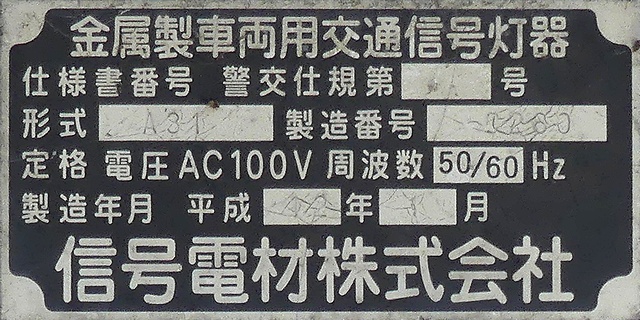 金属製車両用交通信号灯器
仕様書番号 警交仕規第 号
形式 A31 製造番号
定格 電圧AC100V 周波数 50/60 Hz
製造年月 平成 年 月
信号電材株式会社